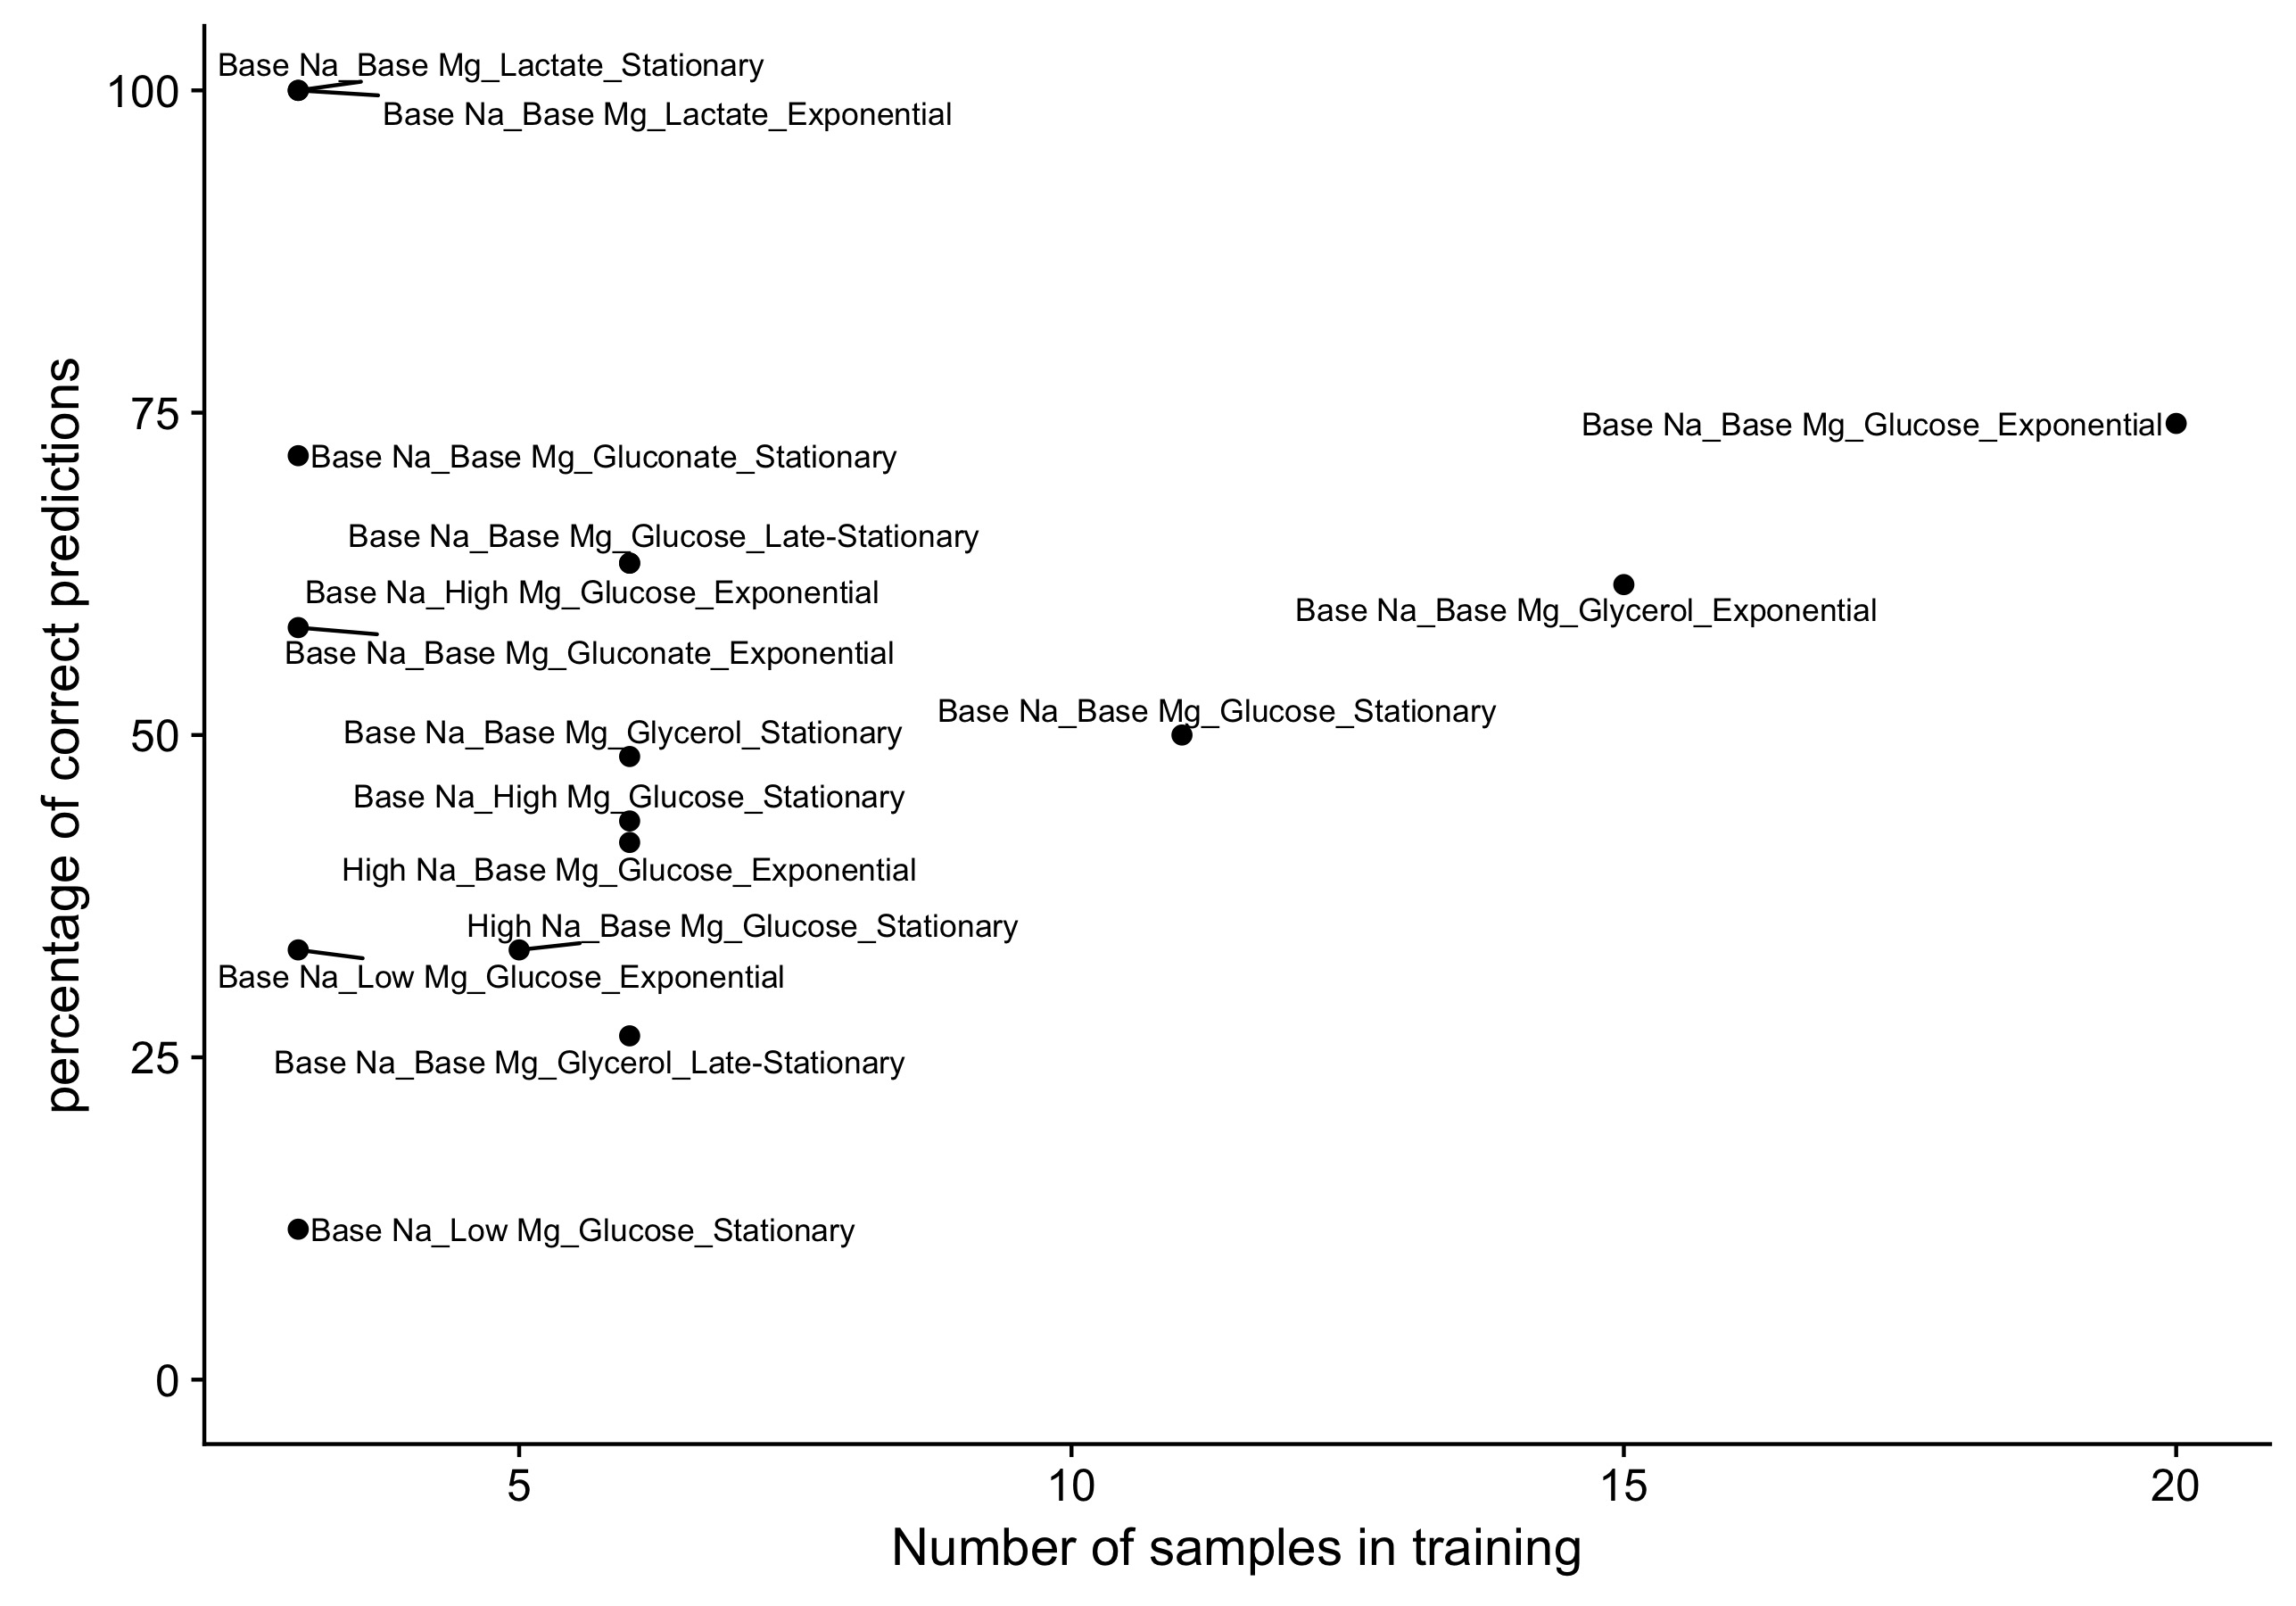 Base Na_Base Mg_Lactate_Stationary
100
Base Na_Base Mg_Lactate_Exponential
75
Base Na_Base Mg_Glucose_Exponential
Base Na_Base Mg_Gluconate_Stationary
Base Na_Base Mg_Glucose_Late-Stationary
Base Na_High Mg_Glucose_Exponential
Base Na_Base Mg_Glycerol_Exponential
Base Na_Base Mg_Gluconate_Exponential
Base Na_Base Mg_Glucose_Stationary
50
Base Na_Base Mg_Glycerol_Stationary
Base Na_High Mg_Glucose_Stationary
High Na_Base Mg_Glucose_Exponential
High Na_Base Mg_Glucose_Stationary
Base Na_Low Mg_Glucose_Exponential
25
Base Na_Base Mg_Glycerol_Late-Stationary
Base Na_Low Mg_Glucose_Stationary
0
percentage of correct predictions
5
10
15
20
Number of samples in training